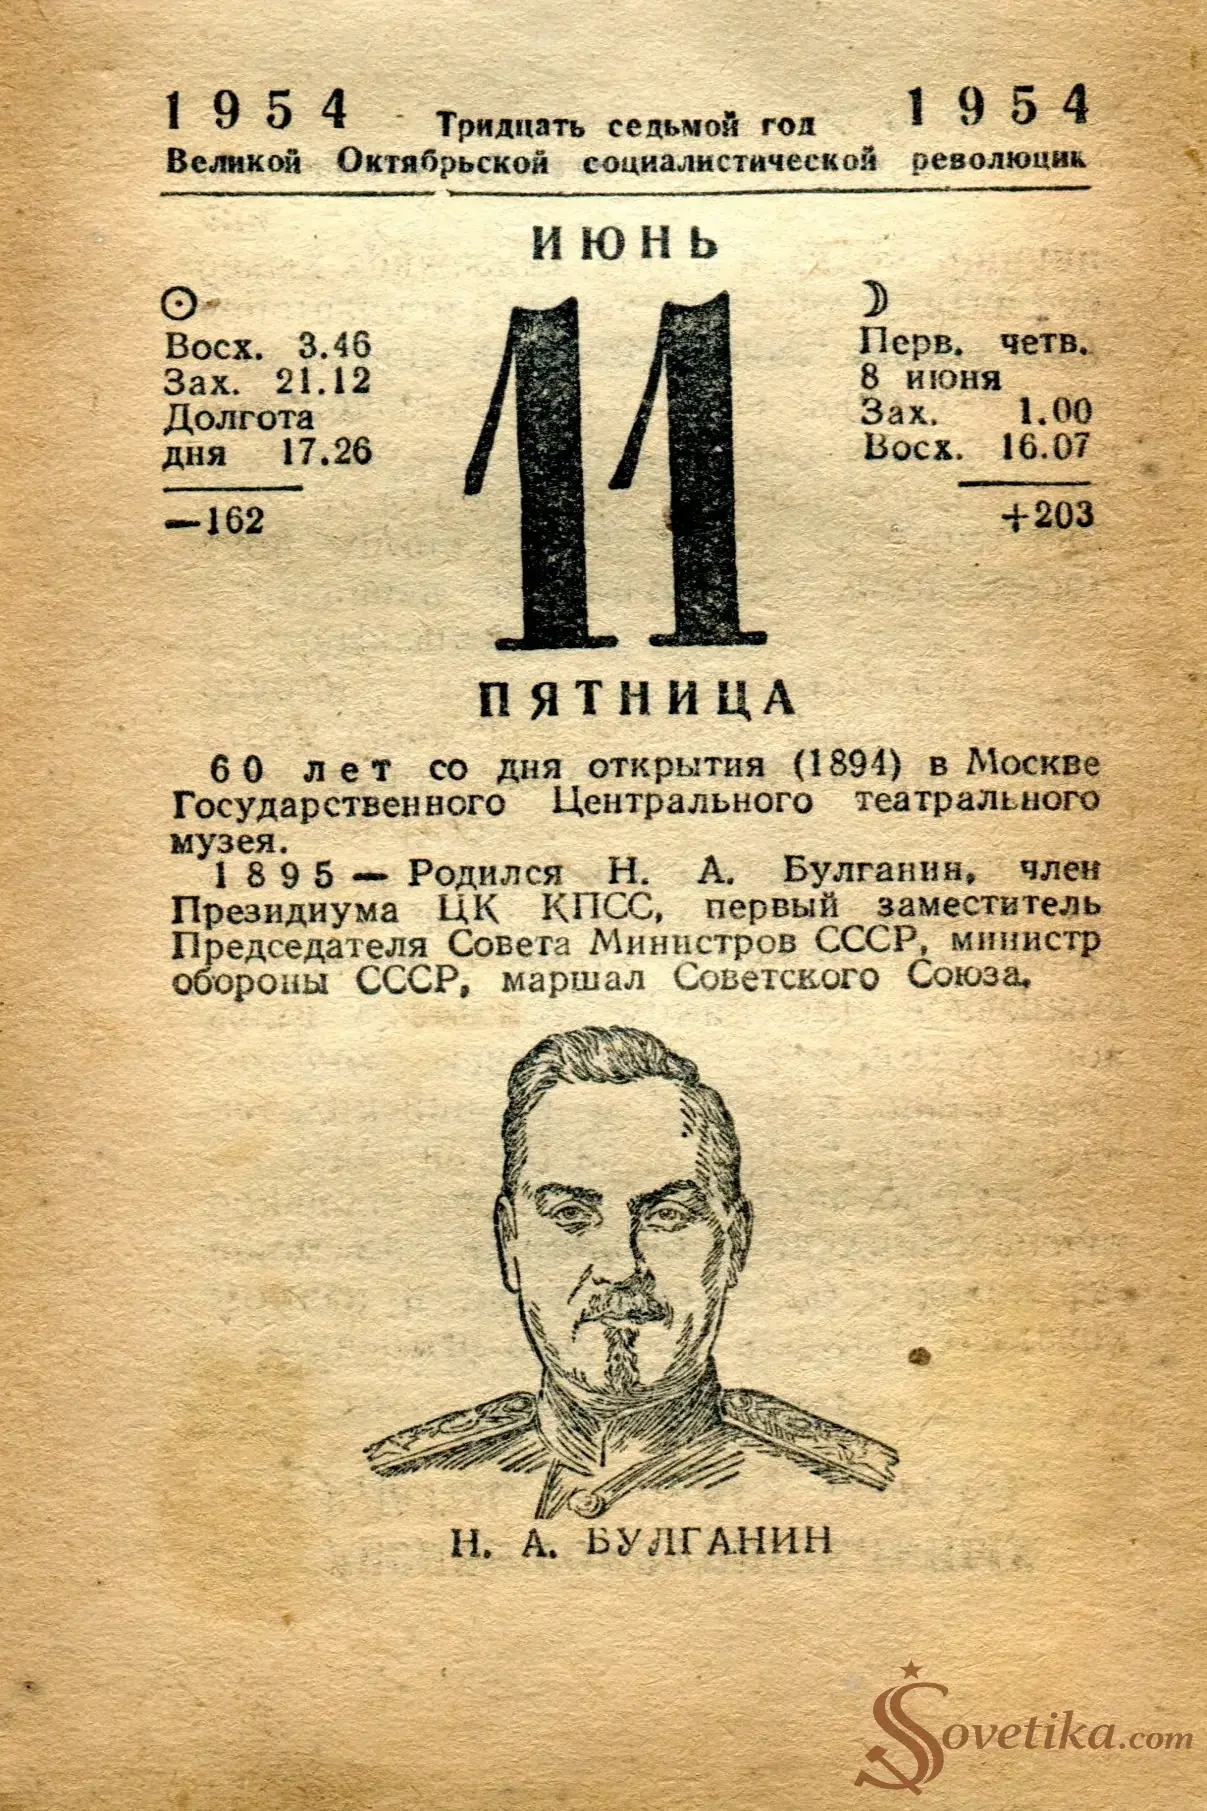 1954 Тридцать седьмой год 1954
Великой Октябрьской социалистической революции
ИЮНЬ
Восх. 3.46
Зах. 21.12
Долгота
дня 17.26
—162
11
Перв. четв.
8 июня
Зах. 1.00
Восх. 16.07
+203
ПЯТНИЦА
60 лет со дня открытия (1894) в Москве
Государственного Центрального театрального
музея.
1895 — Родился Н. А. Булганин, член
Президиума ЦК КПСС, первый заместитель
Председателя Совета Министров СССР, министр
обороны СССР, маршал Советского Союза.
Н. А. БУЛГАНИН
Sovetika.com